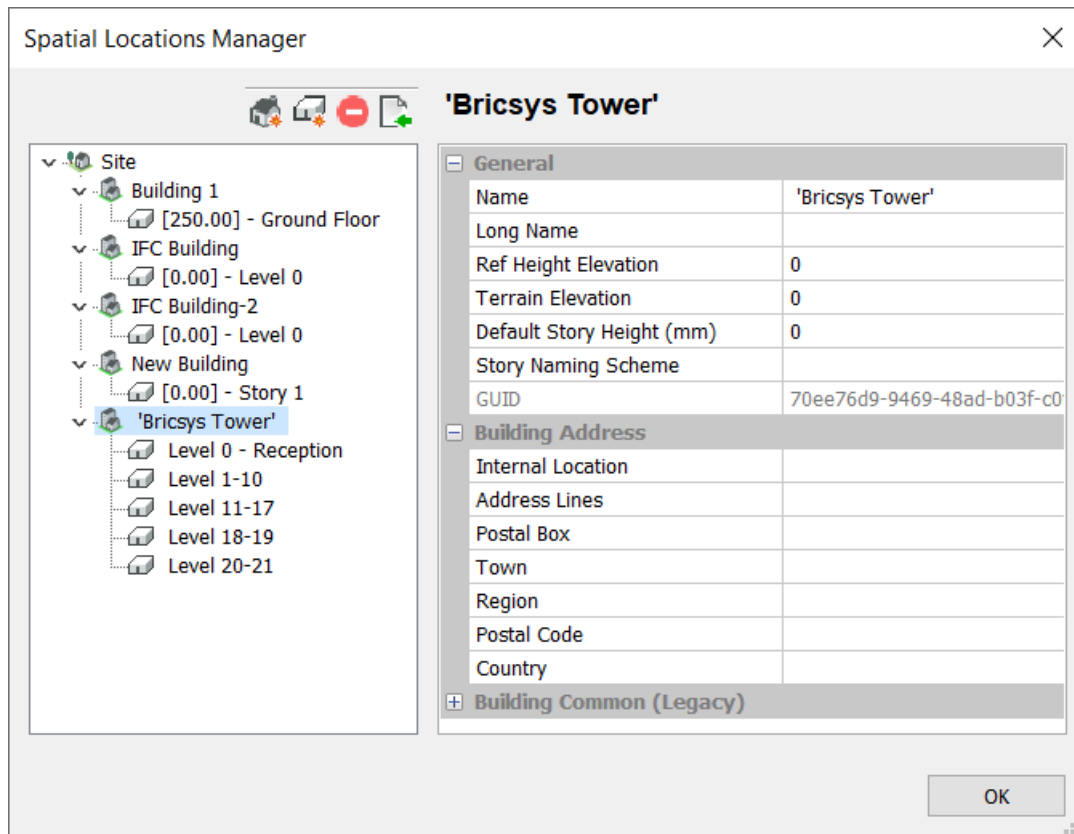 Spatial Locations Manager
'Bricsys Tower'
Site
Building 1
[250.00] - Ground Floor
IFC Building
[0.00] - Level 0
IFC Building-2
[0.00] - Level 0
New Building
[0.00] - Story 1
'Bricsys Tower'
Level 0 - Reception
Level 1-10
Level 11-17
Level 18-19
Level 20-21
General
Name 'Bricsys Tower'
Long Name
Ref Height Elevation 0
Terrain Elevation 0
Default Story Height (mm) 0
Story Naming Scheme
GUID 70ee76d9-9469-48ad-b03f-c0
Building Address
Internal Location
Address Lines
Postal Box
Town
Region
Postal Code
Country
Building Common (Legacy)
OK